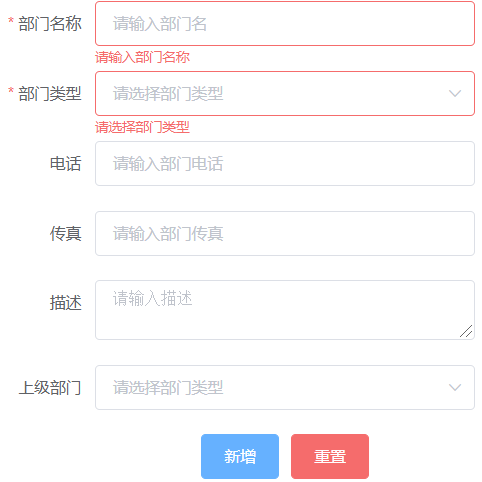 * 部门名称 请输入部门名
请输入部门名称
* 部门类型 请选择部门类型
请选择部门类型
电话 请输入部门电话
传真 请输入部门传真
描述 请输入描述
上级部门 请选择部门类型
新增 重置